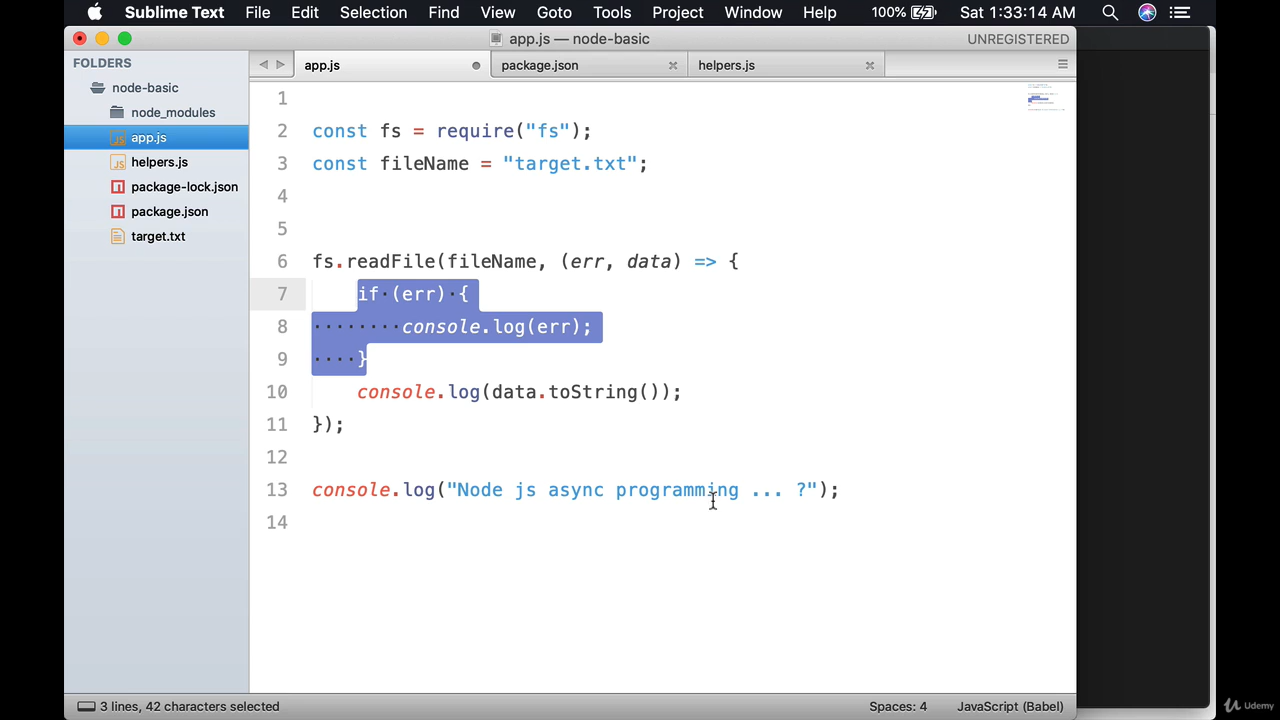 Sublime Text File Edit Selection Find View Goto Tools Project Window Help 100% Sat 1:33:14 AM
app.js — node-basic UNREGISTERED
FOLDERS
node-basic
node_modules
app.js
helpers.js
package-lock.json
package.json
target.txt
app.js package.json helpers.js
1
2 const fs = require("fs");
3 const fileName = "target.txt";
4
5
6 fs.readFile(fileName, (err, data) => {
7 if (err) {
8 console.log(err);
9 }
10 console.log(data.toString());
11 });
12
13 console.log("Node js async programming ... ?");
14
3 lines, 42 characters selected Spaces: 4 JavaScript (Babel)
Udemy